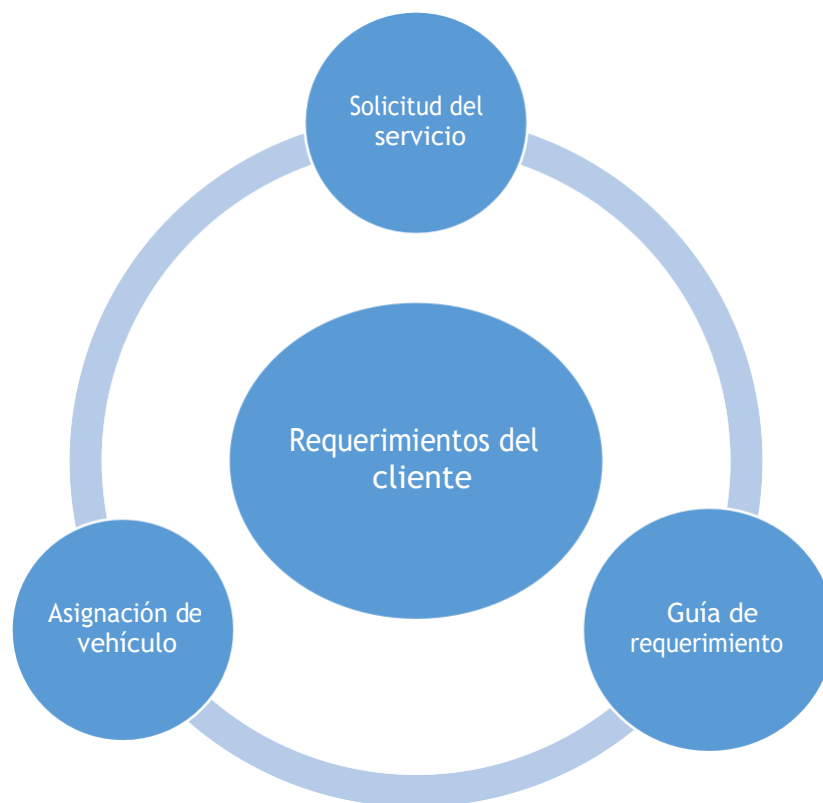 Solicitud del
servicio
Requerimientos del
cliente
Asignación de
vehículo
Guía de
requerimiento